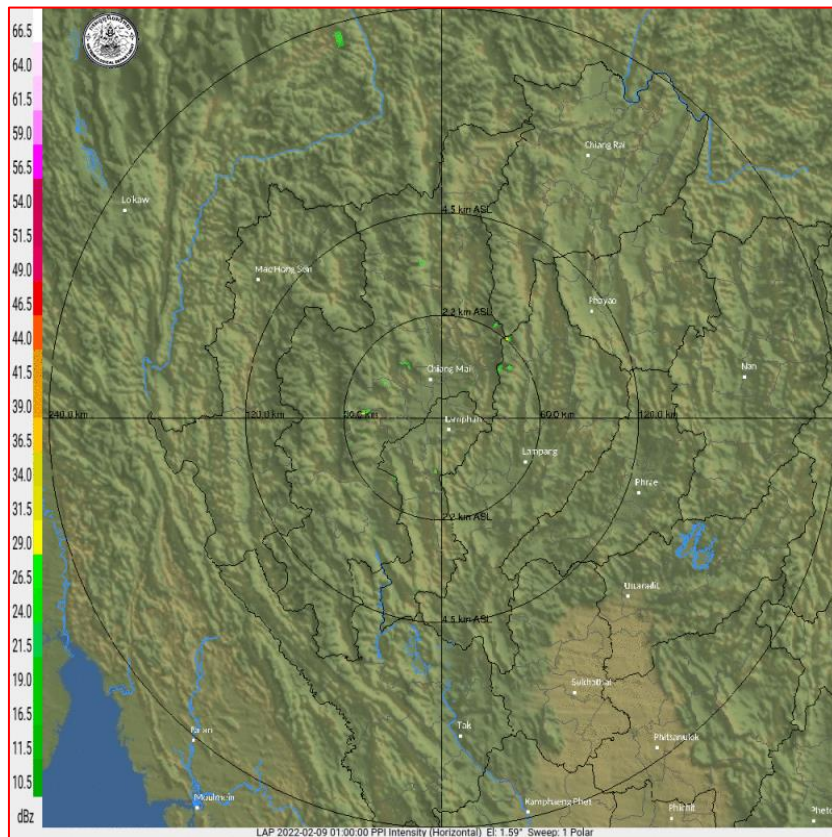 66.5
64.0
61.5
59.0
56.5
54.0
51.5
49.0
46.5
44.0
41.5
39.0
36.5
34.0
31.5
29.0
26.5
24.0
21.5
19.0
16.5
14.0
11.5
10.5
dBz
Chiang Rai
Lokaw
4.5 km ASL
Mae Hong Son
Phayao
2.3 km ASL
Nan
Chiang Mai
240.0 km
120.0 km
60.0 km
120.0 km
Lamphun
Lampang
Phrae
2.2 km ASL
Uttaradit
4.5 km ASL
Sukhothai
Tak
Phitsanulok
Moulmein
Kamphaeng Phet
Phichit
LAP 2022-02-09 01:00:00 PPI Intensity (Horizontal) El: 1.59° Sweep: 1 Polar